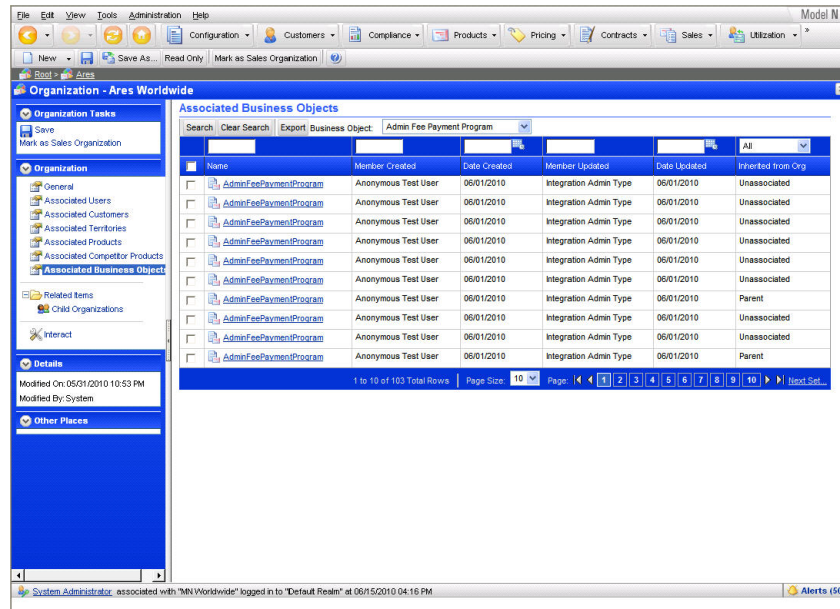 File Edit View Tools Administration Help Model N
Configuration Customers Compliance Products Pricing Contracts Sales Utilization »
New Save As... Read Only Mark as Sales Organization
Root > Ares
Organization - Ares Worldwide
Organization Tasks
Save
Mark as Sales Organization
Organization
General
Associated Users
Associated Customers
Associated Territories
Associated Products
Associated Competitor Products
Associated Business Objects
Related Items
Child Organizations
Interact
Details
Modified On: 05/31/2010 10:53 PM
Modified By: System
Other Places
Associated Business Objects
Search Clear Search Export Business Object: Admin Fee Payment Program
All
Name Member Created Date Created Member Updated Date Updated Inherited from Org
AdminFeePaymentProgram Anonymous Test User 06/01/2010 Integration Admin Type 06/01/2010 Unassociated
AdminFeePaymentProgram Anonymous Test User 06/01/2010 Integration Admin Type 06/01/2010 Unassociated
AdminFeePaymentProgram Anonymous Test User 06/01/2010 Integration Admin Type 06/01/2010 Unassociated
AdminFeePaymentProgram Anonymous Test User 06/01/2010 Integration Admin Type 06/01/2010 Unassociated
AdminFeePaymentProgram Anonymous Test User 06/01/2010 Integration Admin Type 06/01/2010 Unassociated
AdminFeePaymentProgram Anonymous Test User 06/01/2010 Integration Admin Type 06/01/2010 Unassociated
AdminFeePaymentProgram Anonymous Test User 06/01/2010 Integration Admin Type 06/01/2010 Parent
AdminFeePaymentProgram Anonymous Test User 06/01/2010 Integration Admin Type 06/01/2010 Unassociated
AdminFeePaymentProgram Anonymous Test User 06/01/2010 Integration Admin Type 06/01/2010 Unassociated
AdminFeePaymentProgram Anonymous Test User 06/01/2010 Integration Admin Type 06/01/2010 Parent
1 to 10 of 103 Total Rows Page Size: 10 Page: 1 2 3 4 5 6 7 8 9 10 Next Set...
System Administrator associated with "MN Worldwide" logged in to "Default Realm" at 06/15/2010 04:16 PM Alerts